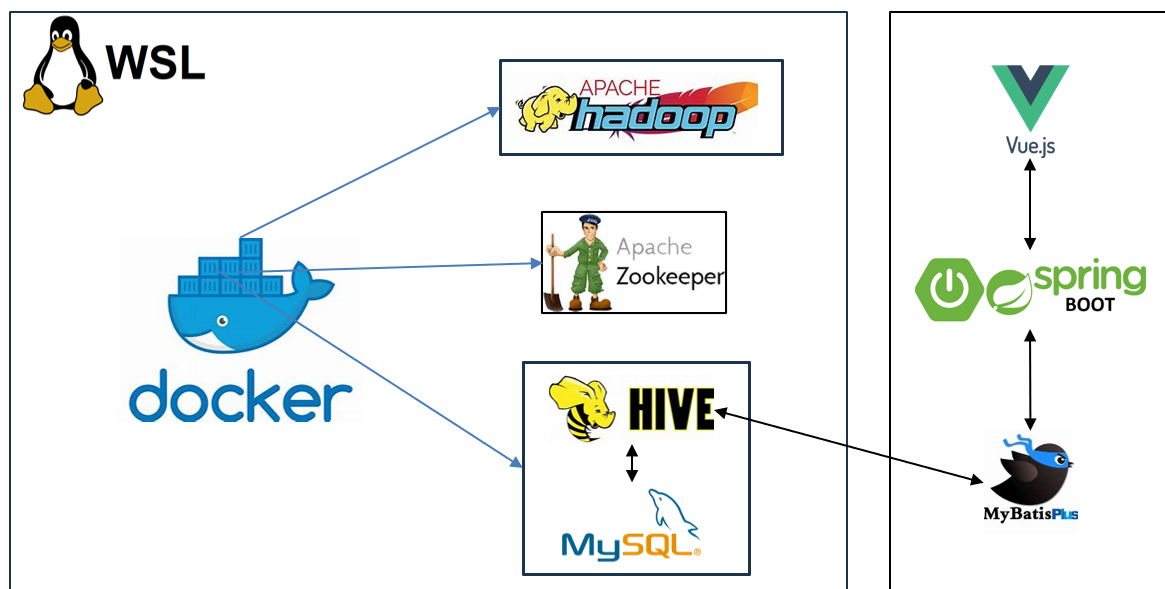 WSL
APACHE
hadoop
Apache
Zookeeper
docker
HIVE
MySQL®
Vue.js
spring
BOOT
MyBatisPlus